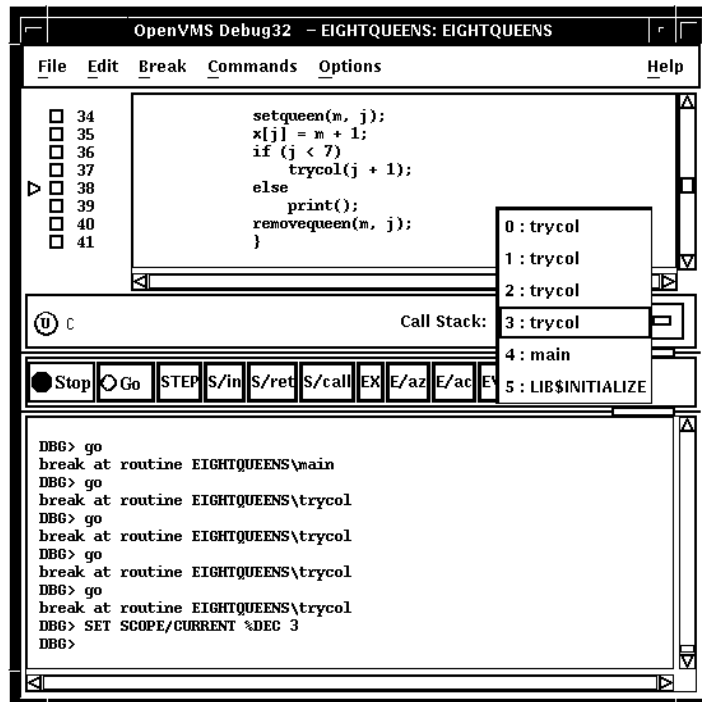 OpenVMS Debug32 – EIGHTQUEENS: EIGHTQUEENS
File Edit Break Commands Options Help
34 setqueen(m, j);
35 x[j] = m + 1;
36 if (j < 7)
37 trycol(j + 1);
38 else
39 print();
40 removequeen(m, j);
41 }
0 : trycol
1 : trycol
2 : trycol
3 : trycol
4 : main
5 : LIB$INITIALIZE
U C Call Stack:
Stop Go STEP S/in S/ret S/call EX E/az E/ac
DBG> go
break at routine EIGHTQUEENS\main
DBG> go
break at routine EIGHTQUEENS\trycol
DBG> go
break at routine EIGHTQUEENS\trycol
DBG> go
break at routine EIGHTQUEENS\trycol
DBG> go
break at routine EIGHTQUEENS\trycol
DBG> SET SCOPE/CURRENT %DEC 3
DBG>